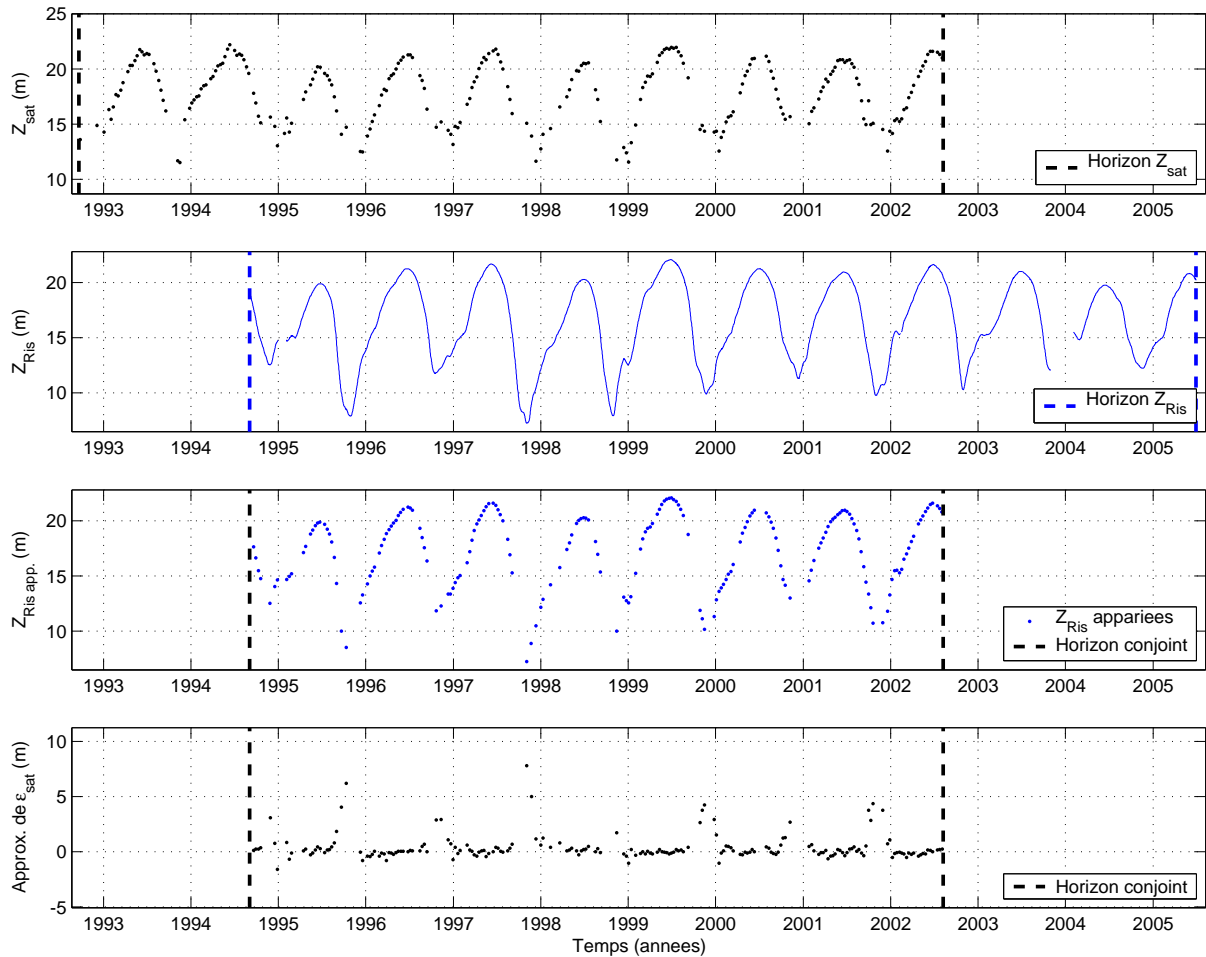 25
20
15
10
Z_sat (m)
Horizon Z_sat
1993 1994 1995 1996 1997 1998 1999 2000 2001 2002 2003 2004 2005
20
15
10
Z_Ris (m)
Horizon Z_Ris
1993 1994 1995 1996 1997 1998 1999 2000 2001 2002 2003 2004 2005
20
15
10
Z_Ris app. (m)
Z_Ris appariees
Horizon conjoint
1993 1994 1995 1996 1997 1998 1999 2000 2001 2002 2003 2004 2005
10
5
0
-5
Approx. de ε_sat (m)
Horizon conjoint
1993 1994 1995 1996 1997 1998 1999 2000 2001 2002 2003 2004 2005
Temps (annees)